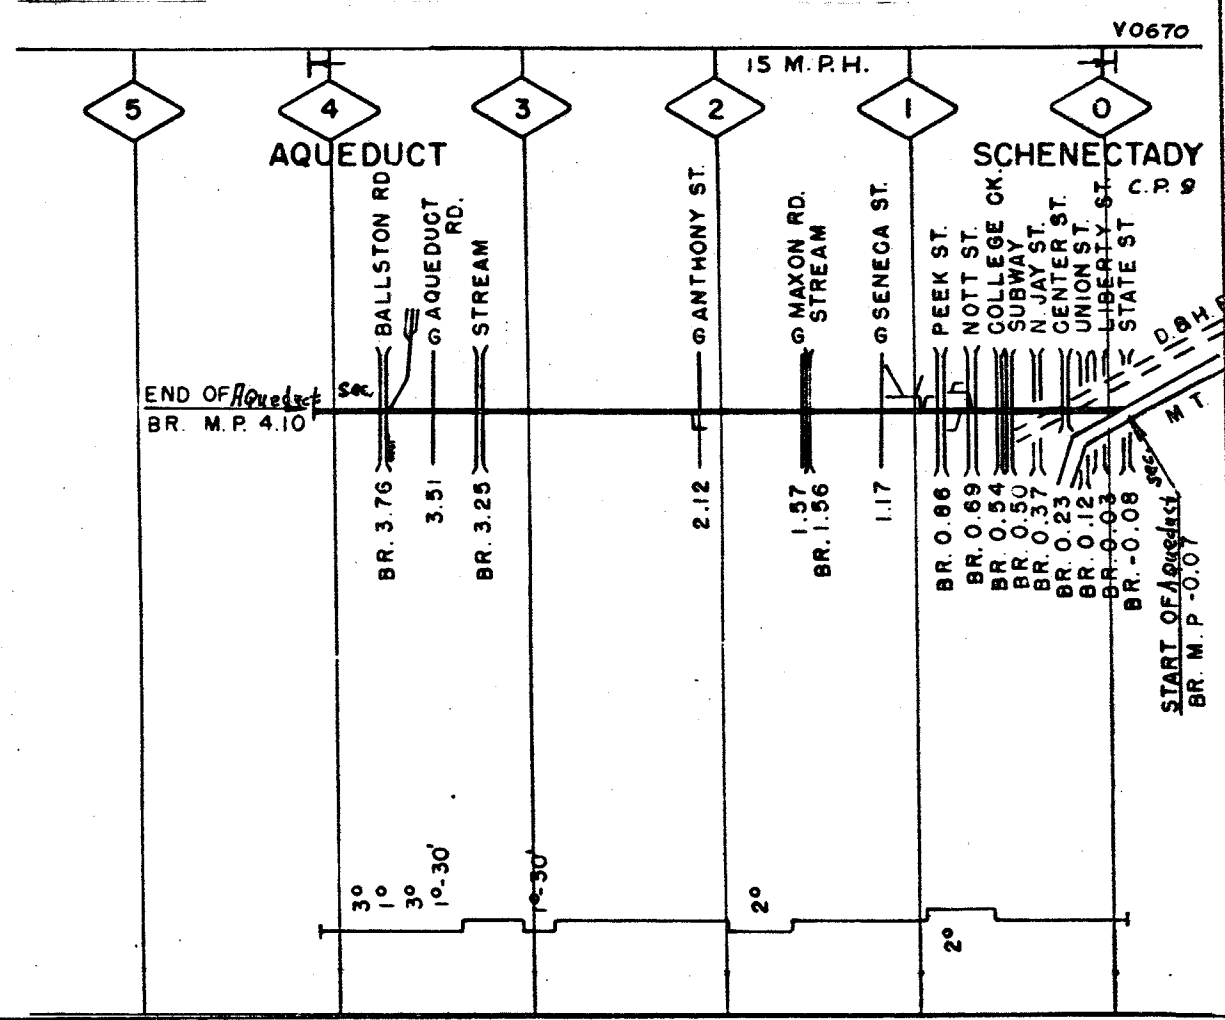 V0670
15 M.P.H.
5
4
3
2
1
0
AQUEDUCT
SCHENECTADY
C.P. 9
BALLSTON RD
G AQUEDUCT
RD.
STREAM
G ANTHONY ST.
G MAXON RD.
STREAM
G SENECA ST.
PEEK ST.
NOTT ST.
COLLEGE CK.
SUBWAY
N. JAY ST.
CENTER ST.
UNION ST.
LIBERTY ST.
STATE ST
D.&H.R
M T.
END OF Aqueduct sec.
BR. M.P. 4.10
BR. 3.76
3.51
BR. 3.25
2.12
1.57
BR. 1.56
1.17
BR. 0.86
BR. 0.69
BR. 0.54
BR. 0.50
BR. 0.37
BR. 0.23
BR. 0.12
BR. 0.03
BR. -0.08
START OF Aqueduct sec.
BR. M.P -0.07
3°
1°
3°
1°-30'
1°-30'
2°
2°